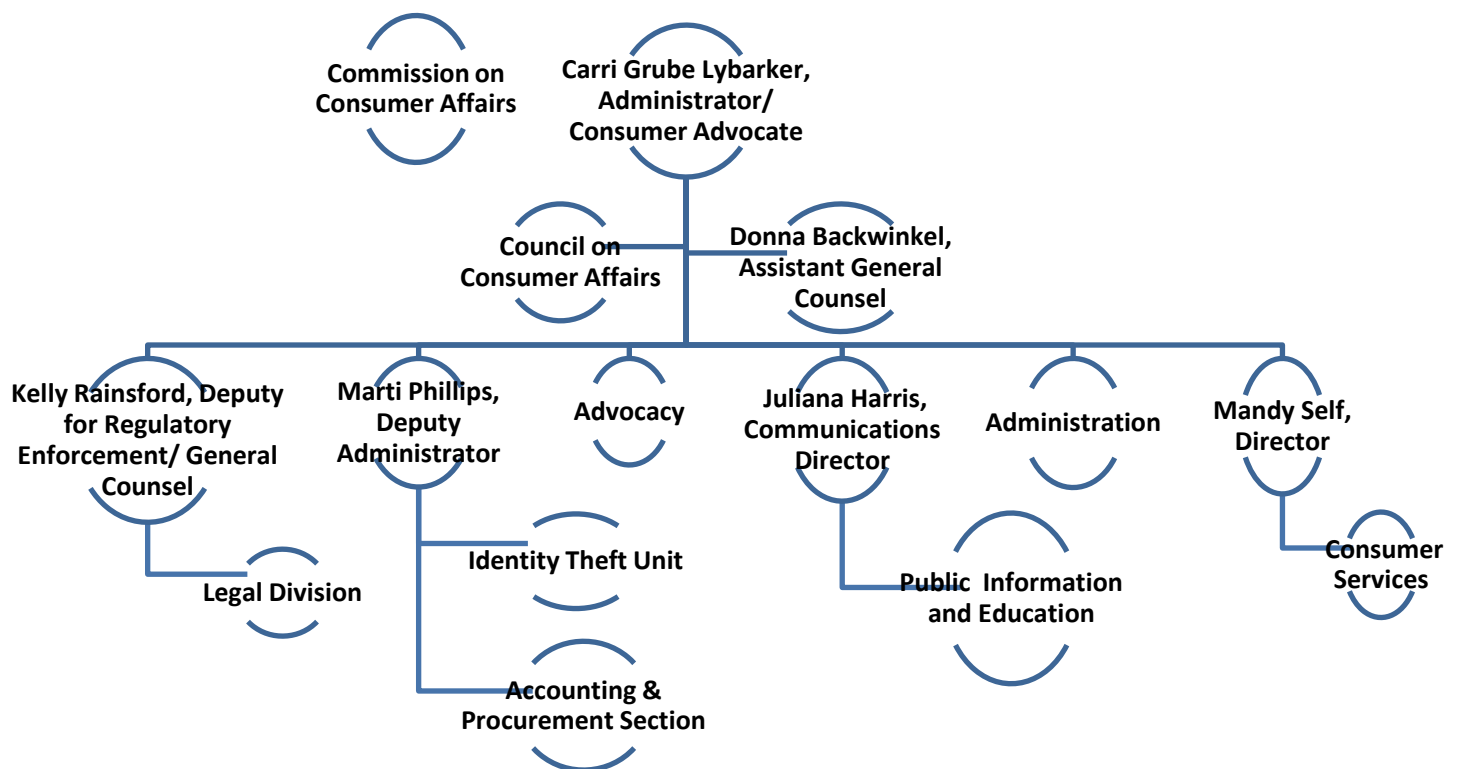 Commission on
Consumer Affairs
Carri Grube Lybarker,
Administrator/
Consumer Advocate
Council on
Consumer Affairs
Donna Backwinkel,
Assistant General
Counsel
Kelly Rainsford, Deputy
for Regulatory
Enforcement/ General
Counsel
Marti Phillips,
Deputy
Administrator
Advocacy
Juliana Harris,
Communications
Director
Administration
Mandy Self,
Director
Legal Division
Identity Theft Unit
Accounting &
Procurement Section
Public  Information
and Education
Consumer
Services